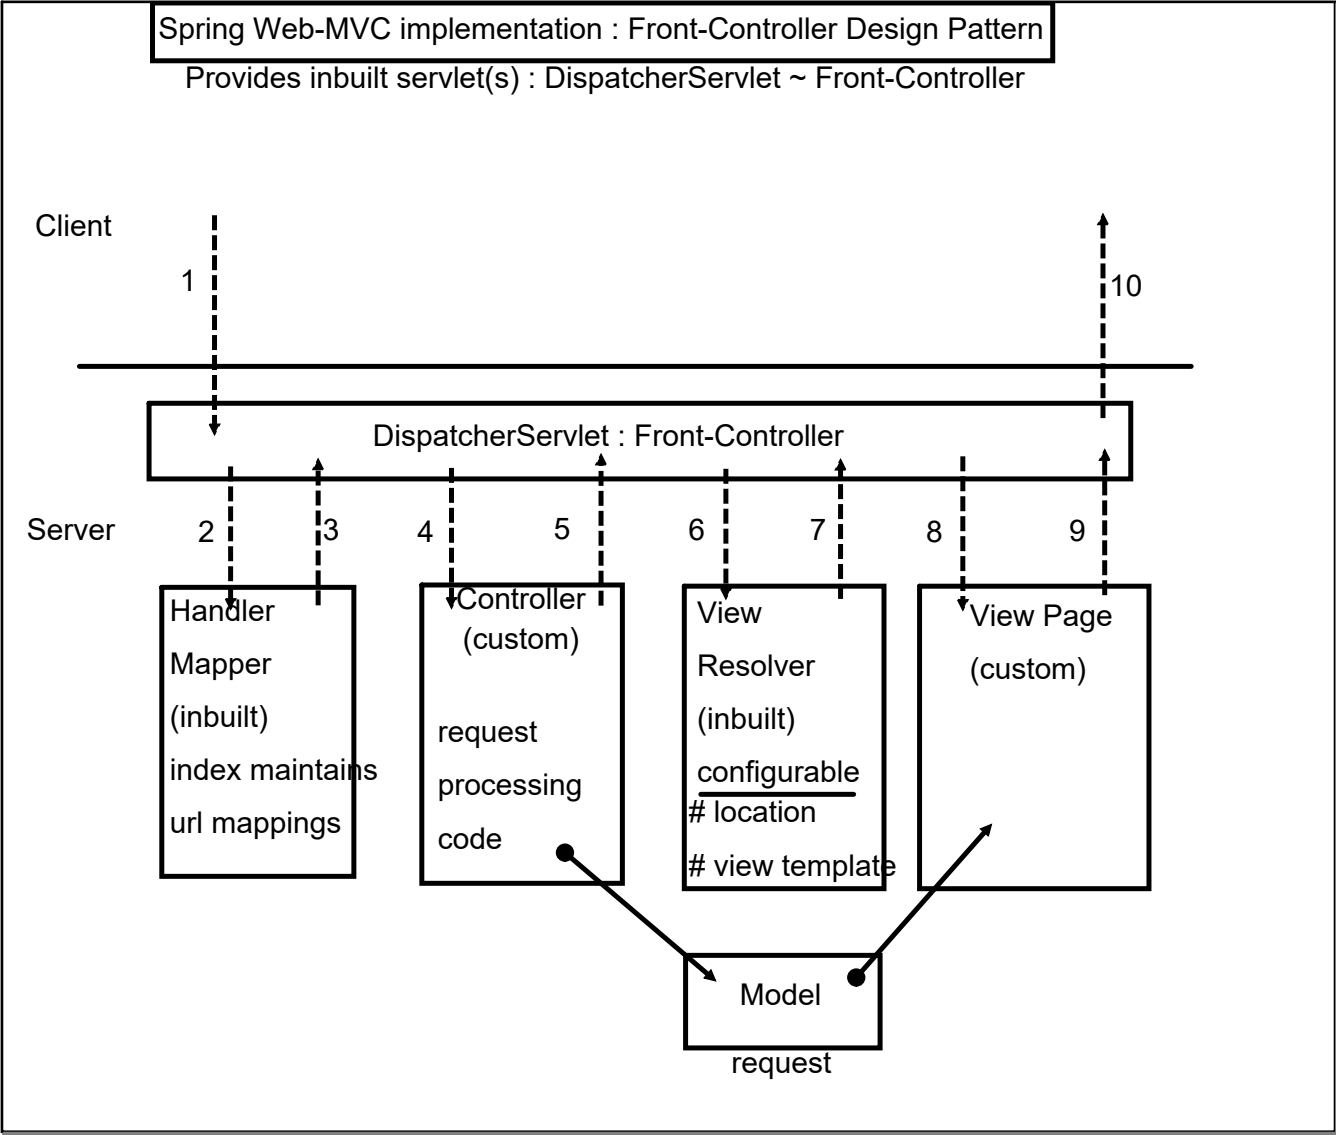 Spring Web-MVC implementation : Front-Controller Design Pattern
Provides inbuilt servlet(s) : DispatcherServlet ~ Front-Controller
Client
1
10
DispatcherServlet : Front-Controller
Server
2
3
4
5
6
7
8
9
Handler
Mapper
(inbuilt)
index maintains
url mappings
Controller
(custom)
request
processing
code
View
Resolver
(inbuilt)
configurable
# location
# view template
View Page
(custom)
Model
request